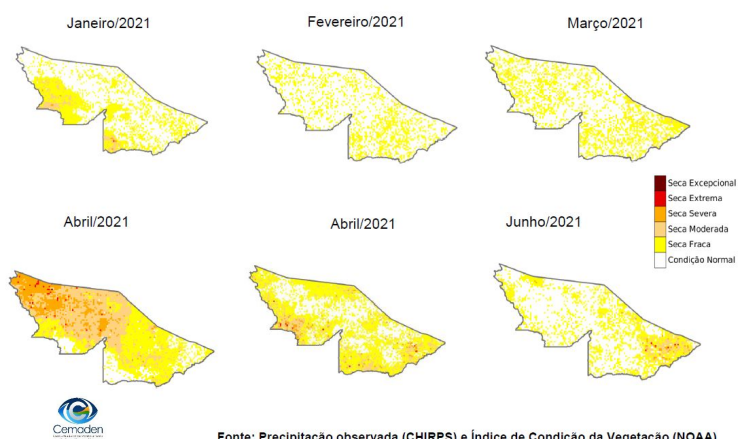 Janeiro/2021
Fevereiro/2021
Março/2021
Seca Excepcional
Seca Extrema
Seca Severa
Seca Moderada
Seca Fraca
Condição Normal
Abril/2021
Abril/2021
Junho/2021
Cemaden
Fonte: Precipitação observada (CHIRPS) e Índice de Condição da Vegetação (NOAA)